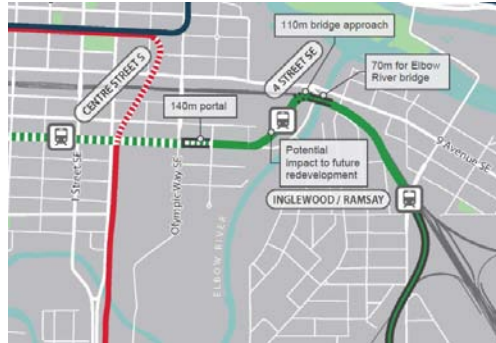 110m bridge approach
CENTRE STREET S
4 STREET SE
70m for Elbow
River bridge
140m portal
9 Avenue SE
1 Street SE
Olympic Way SE
Potential
impact to future
redevelopment
INGLEWOOD / RAMSAY
ELBOW RIVER